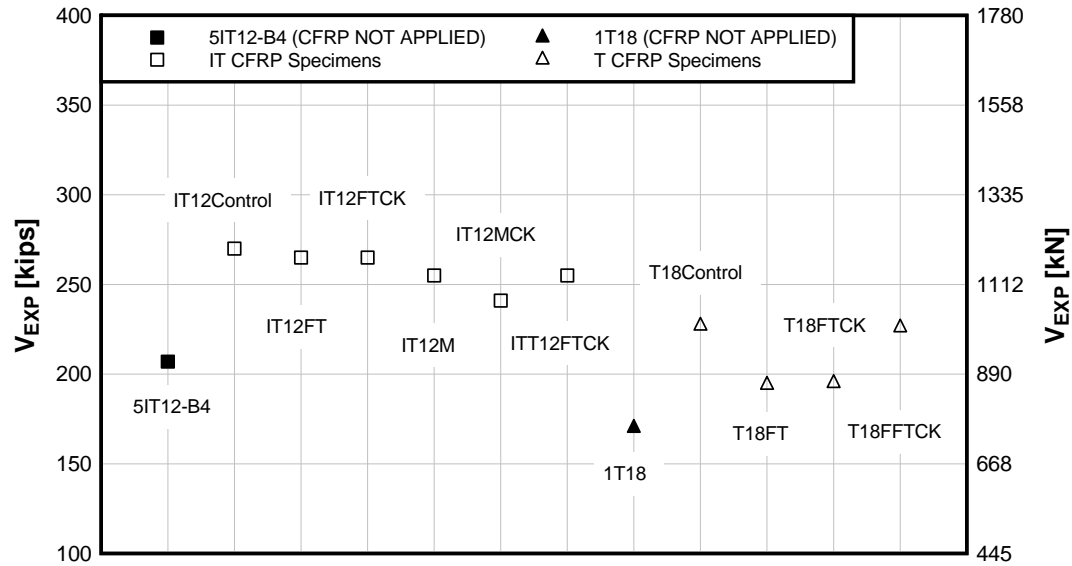 400
350
300
250
200
150
100
V_EXP [kips]
5IT12-B4 (CFRP NOT APPLIED)
IT CFRP Specimens
1T18 (CFRP NOT APPLIED)
T CFRP Specimens
IT12Control
IT12FTCK
IT12MCK
T18Control
IT12FT
IT12M
ITT12FTCK
T18FTCK
5IT12-B4
T18FT
T18FFTCK
1T18
1780
1558
1335
1112
890
668
445
V_EXP [kN]